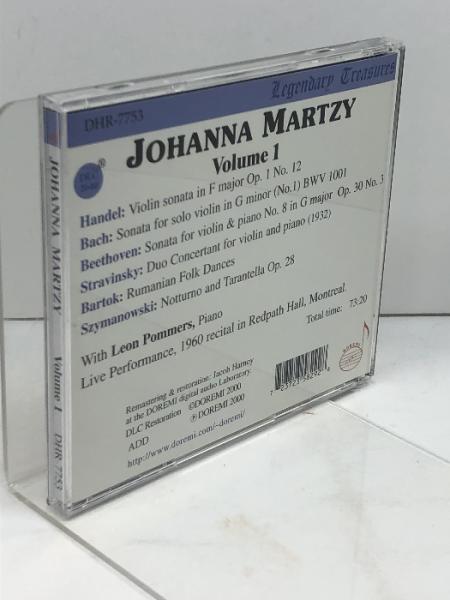 Legendary Treasures
DHR-7753
JOHANNA MARTZY
Volume 1
Handel: Violin sonata in F major Op. 1 No. 12
Bach: Sonata for solo violin in G minor (No.1) BWV 1001
Beethoven: Sonata for violin & piano No. 8 in G major Op. 30 No. 3
Stravinsky: Duo Concertant for violin and piano (1932)
Bartok: Rumanian Folk Dances
Szymanowski: Notturno and Tarantella Op. 28
With Leon Pommers, Piano
Live Performance, 1960 recital in Redpath Hall, Montreal.
Total time: 73:20
Remastering & restoration: Jacob Harney
at the DOREMI digital audio Laboratory
DLC Restoration ©DOREMI 2000
ADD ℗DOREMI 2000
http://www.doremi.com/~doremi/
DOREMI
JOHANNA MARTZY Volume 1 DHR-7753